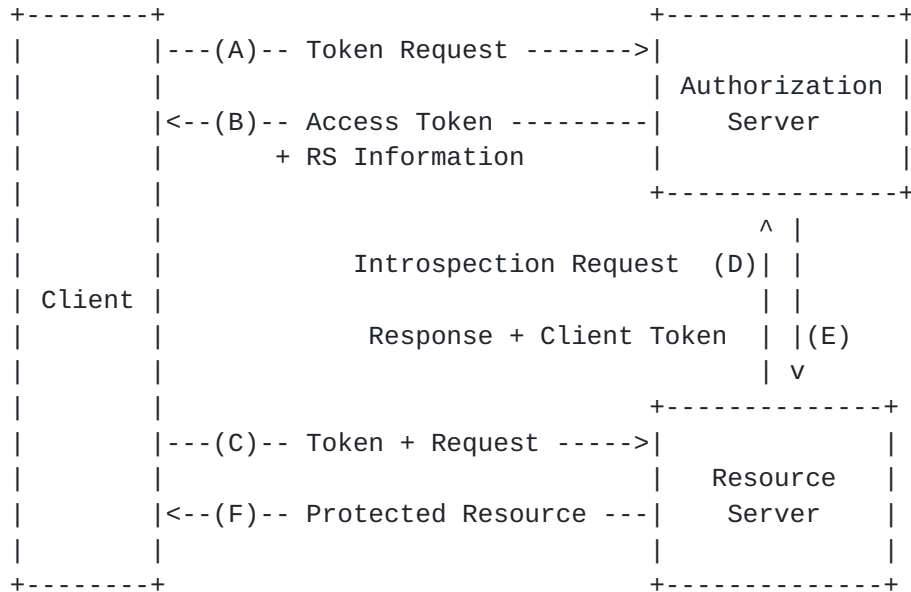 ---(A)-- Token Request ------->
Authorization
<--(B)-- Access Token ---------
Server
+ RS Information
Introspection Request (D)
Client
Response + Client Token (E)
---(C)-- Token + Request ----->
Resource
<--(F)-- Protected Resource ---
Server